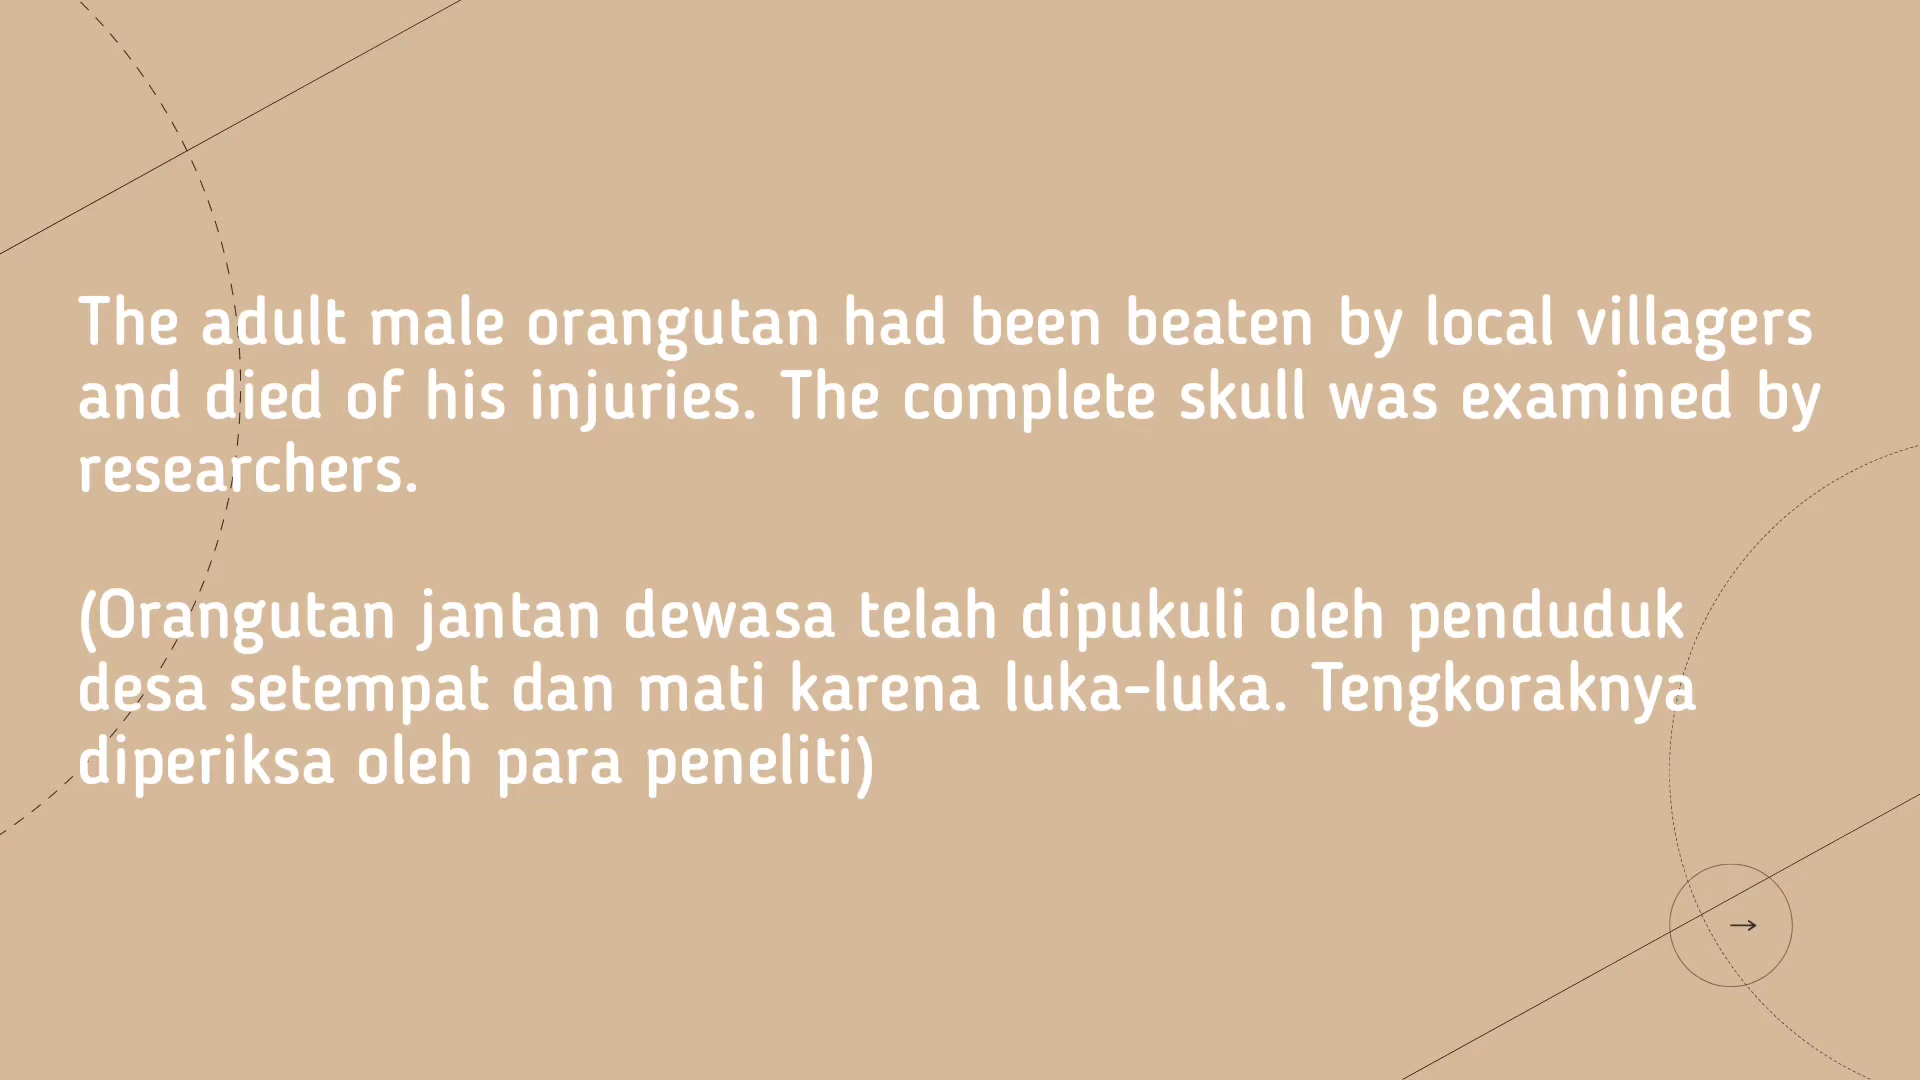 The adult male orangutan had been beaten by local villagers
and died of his injuries. The complete skull was examined by
researchers.
(Orangutan jantan dewasa telah dipukuli oleh penduduk
desa setempat dan mati karena luka-luka. Tengkoraknya
diperiksa oleh para peneliti)